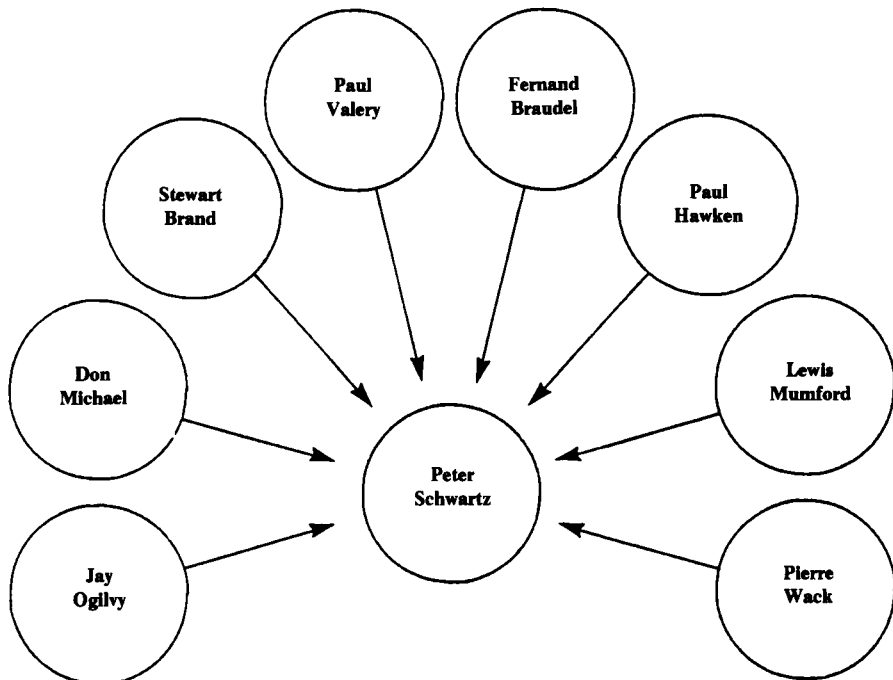 Paul
Valery
Fernand
Braudel
Stewart
Brand
Paul
Hawken
Don
Michael
Lewis
Mumford
Peter
Schwartz
Jay
Ogilvy
Pierre
Wack